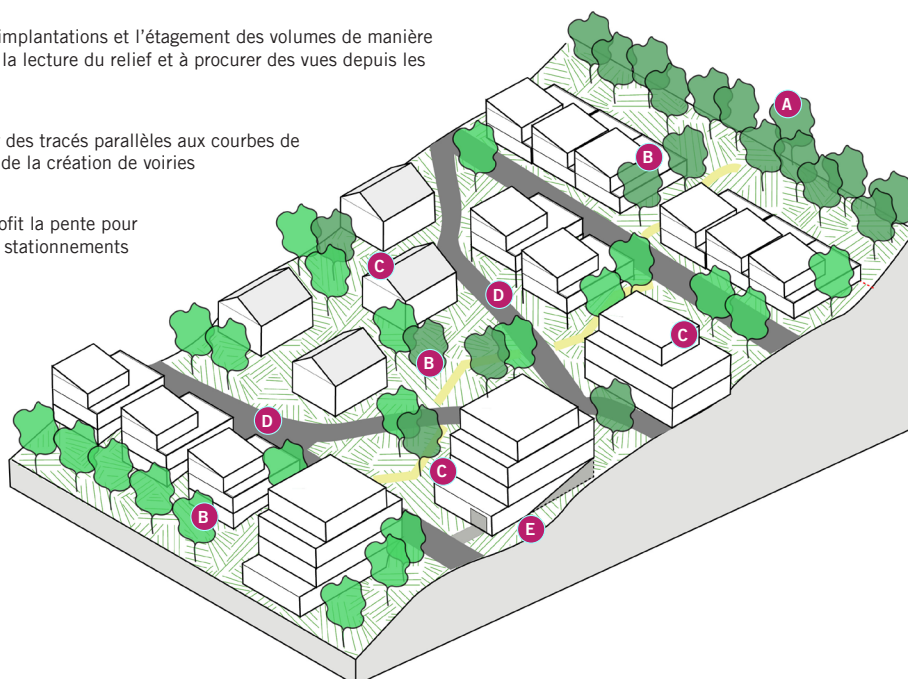 implantations et l'étagement des volumes de manière
la lecture du relief et à procurer des vues depuis les
des tracés parallèles aux courbes de
de la création de voiries
ofit la pente pour
stationnements
A
B
C
D
C
B
D
C
B
E